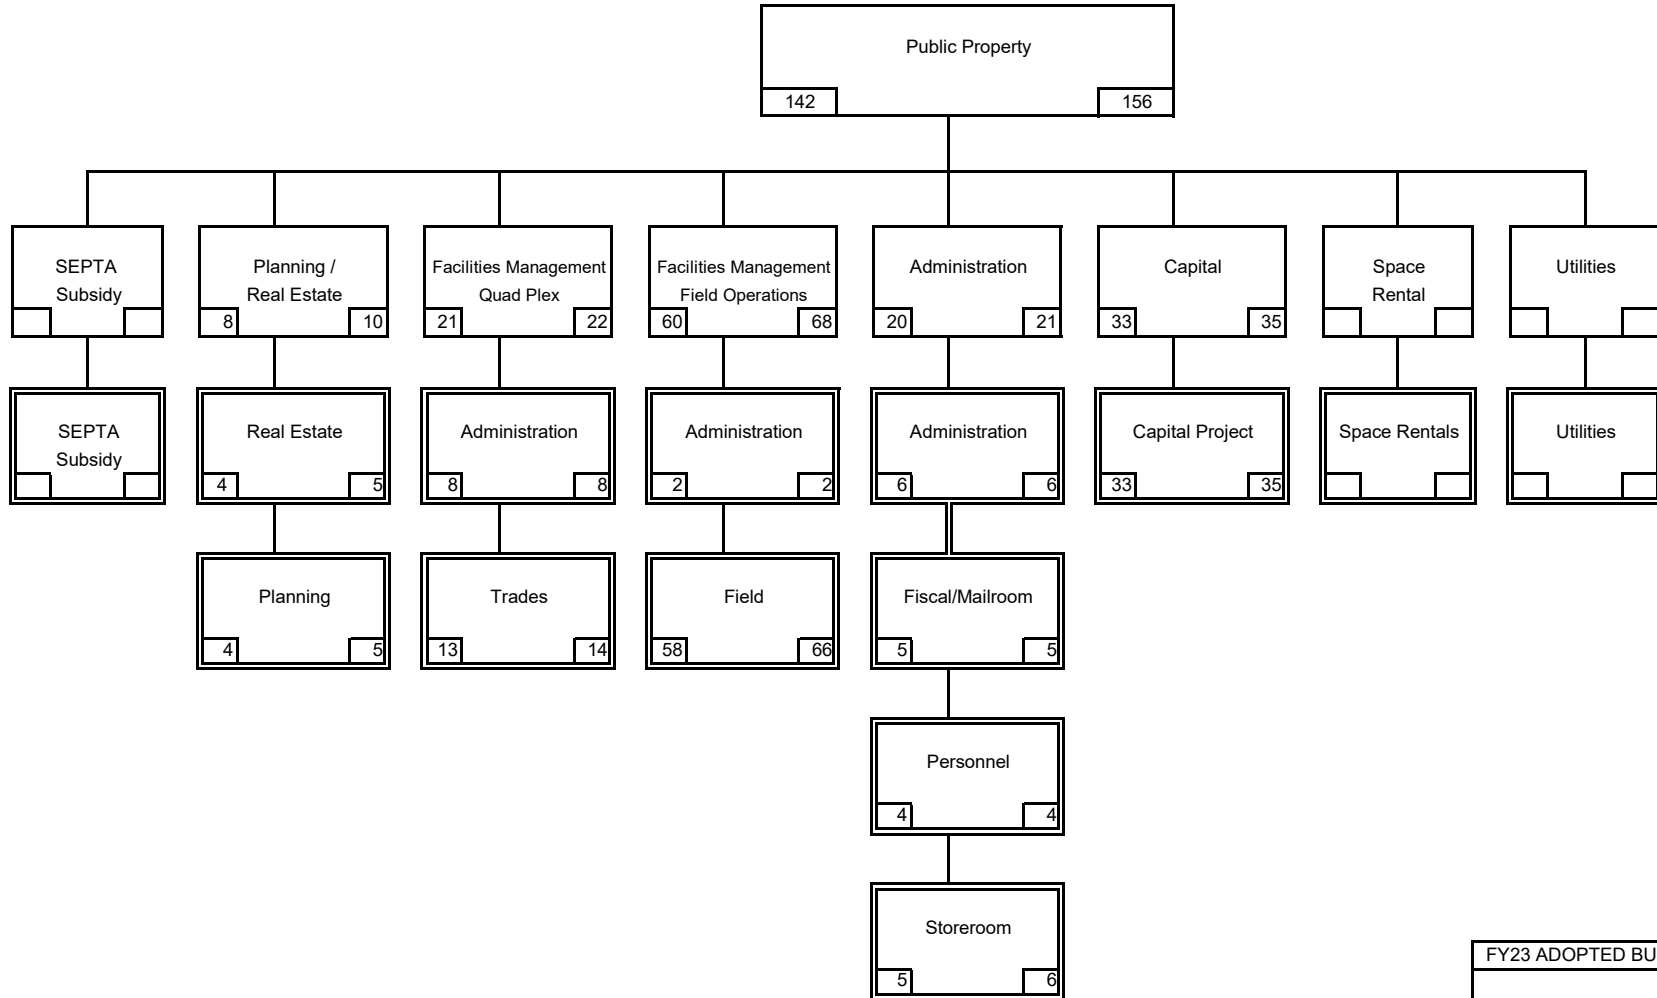 Public Property
142 156
SEPTA
Subsidy
Planning /
Real Estate
8 10
Facilities Management
Quad Plex
21 22
Facilities Management
Field Operations
60 68
Administration
20 21
Capital
33 35
Space
Rental
Utilities
SEPTA
Subsidy
Real Estate
4 5
Administration
8 8
Administration
2 2
Administration
6 6
Capital Project
33 35
Space Rentals
Utilities
Planning
4 5
Trades
13 14
Field
58 66
Fiscal/Mailroom
5 5
Personnel
4 4
Storeroom
5 6
FY23 ADOPTED BU